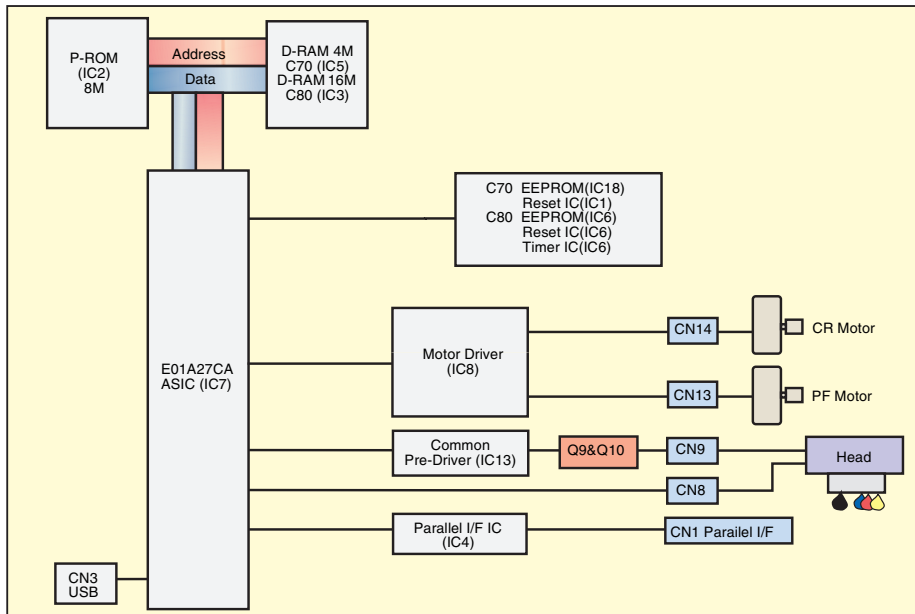 P-ROM
(IC2)
8M
Address
Data
D-RAM 4M
C70 (IC5)
D-RAM 16M
C80 (IC3)
C70 EEPROM(IC18)
Reset IC(IC1)
C80 EEPROM(IC6)
Reset IC(IC6)
Timer IC(IC6)
E01A27CA
ASIC (IC7)
Motor Driver
(IC8)
CN14
CR Motor
CN13
PF Motor
Common
Pre-Driver (IC13)
Q9&Q10
CN9
Head
CN8
Parallel I/F IC
(IC4)
CN1 Parailel I/F
CN3
USB